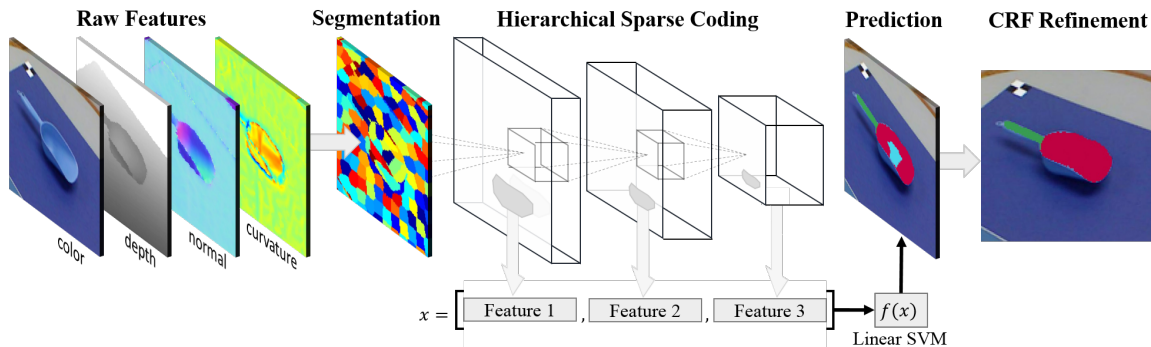 Raw Features
Segmentation
Hierarchical Sparse Coding
Prediction
CRF Refinement
color
depth
normal
curvature
x = [ Feature 1 , Feature 2 , Feature 3 ]
f(x)
Linear SVM